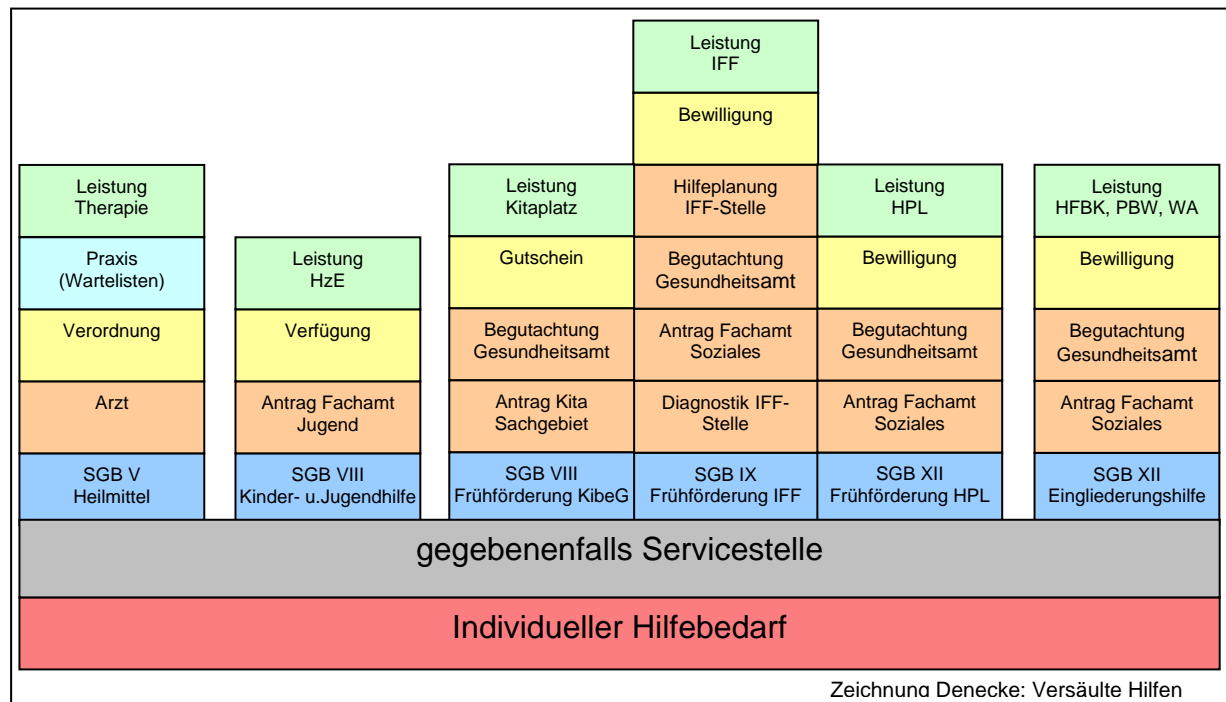 Leistung
IFF
Bewilligung
Leistung
Therapie
Leistung
Kitaplatz
Hilfeplanung
IFF-Stelle
Leistung
HPL
Leistung
HFBK, PBW, WA
Praxis
(Wartelisten)
Leistung
HzE
Gutschein
Begutachtung
Gesundheitsamt
Bewilligung
Bewilligung
Verordnung
Verfügung
Begutachtung
Gesundheitsamt
Antrag Fachamt
Soziales
Begutachtung
Gesundheitsamt
Begutachtung
Gesundheitsamt
Arzt
Antrag Fachamt
Jugend
Antrag Kita
Sachgebiet
Diagnostik IFF-
Stelle
Antrag Fachamt
Soziales
Antrag Fachamt
Soziales
SGB V
Heilmittel
SGB VIII
Kinder- u.Jugendhilfe
SGB VIII
Frühförderung KibeG
SGB IX
Frühförderung IFF
SGB XII
Frühförderung HPL
SGB XII
Eingliederungshilfe
gegebenenfalls Servicestelle
Individueller Hilfebedarf
Zeichnung Denecke: Versäulte Hilfen